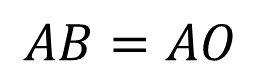 AB = AO